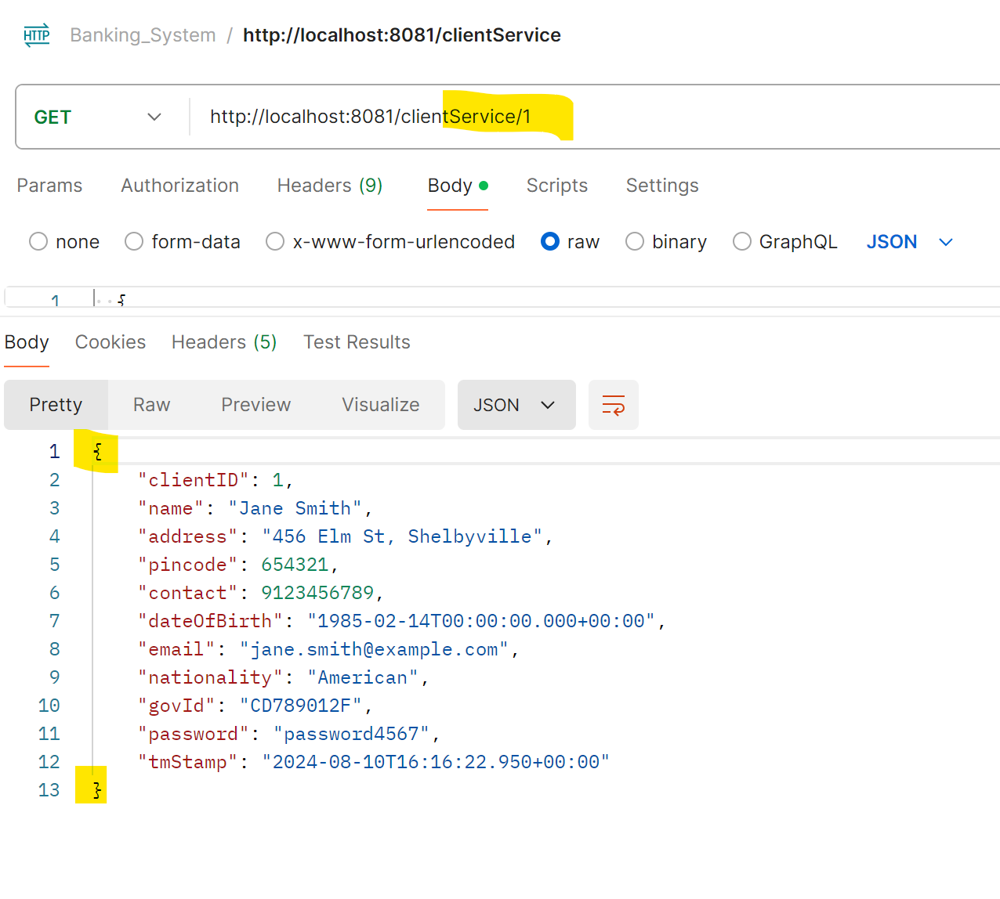 HTTP Banking_System / http://localhost:8081/clientService
GET http://localhost:8081/clientService/1
Params Authorization Headers (9) Body Scripts Settings
none form-data x-www-form-urlencoded raw binary GraphQL JSON
1 {
Body Cookies Headers (5) Test Results
Pretty Raw Preview Visualize JSON
1 {
2 "clientID": 1,
3 "name": "Jane Smith",
4 "address": "456 Elm St, Shelbyville",
5 "pincode": 654321,
6 "contact": 9123456789,
7 "dateOfBirth": "1985-02-14T00:00:00.000+00:00",
8 "email": "jane.smith@example.com",
9 "nationality": "American",
10 "govId": "CD789012F",
11 "password": "password4567",
12 "tmStamp": "2024-08-10T16:16:22.950+00:00"
13 }